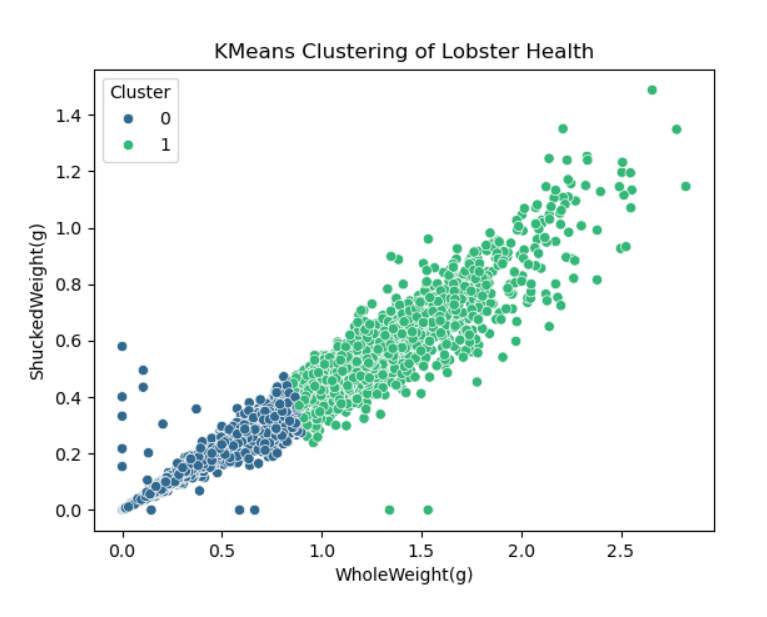 KMeans Clustering of Lobster Health
Cluster
0
1
1.4
1.2
1.0
0.8
0.6
0.4
0.2
0.0
ShuckedWeight(g)
0.0 0.5 1.0 1.5 2.0 2.5
WholeWeight(g)